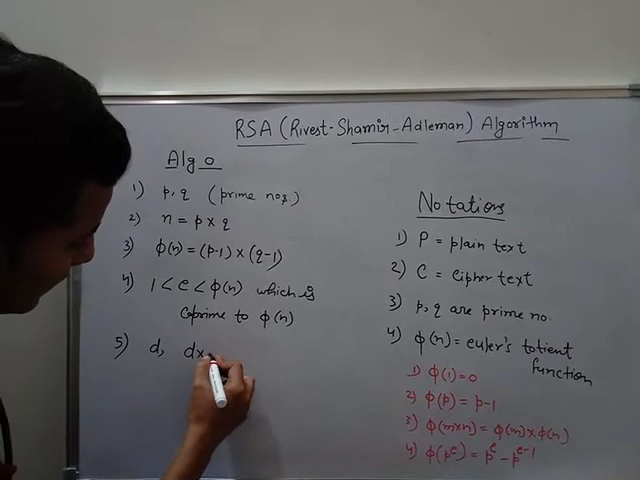 RSA (Rivest-Shamir-Adleman) Algorithm
Algo
1) p, q (prime nos.)
2) n = p x q
3) ϕ(n) = (p-1) x (q-1)
4) 1 < e < ϕ(n) which is
Coprime to ϕ(n)
5) d, dx
Notations
1) P = plain text
2) C = Cipher text
3) p, q are prime no.
4) ϕ(n) = euler's totient
function
1) ϕ(1) = 0
2) ϕ(p) = p-1
3) ϕ(mxn) = ϕ(m) x ϕ(n)
4) ϕ(p^e) = p^e - p^e-1